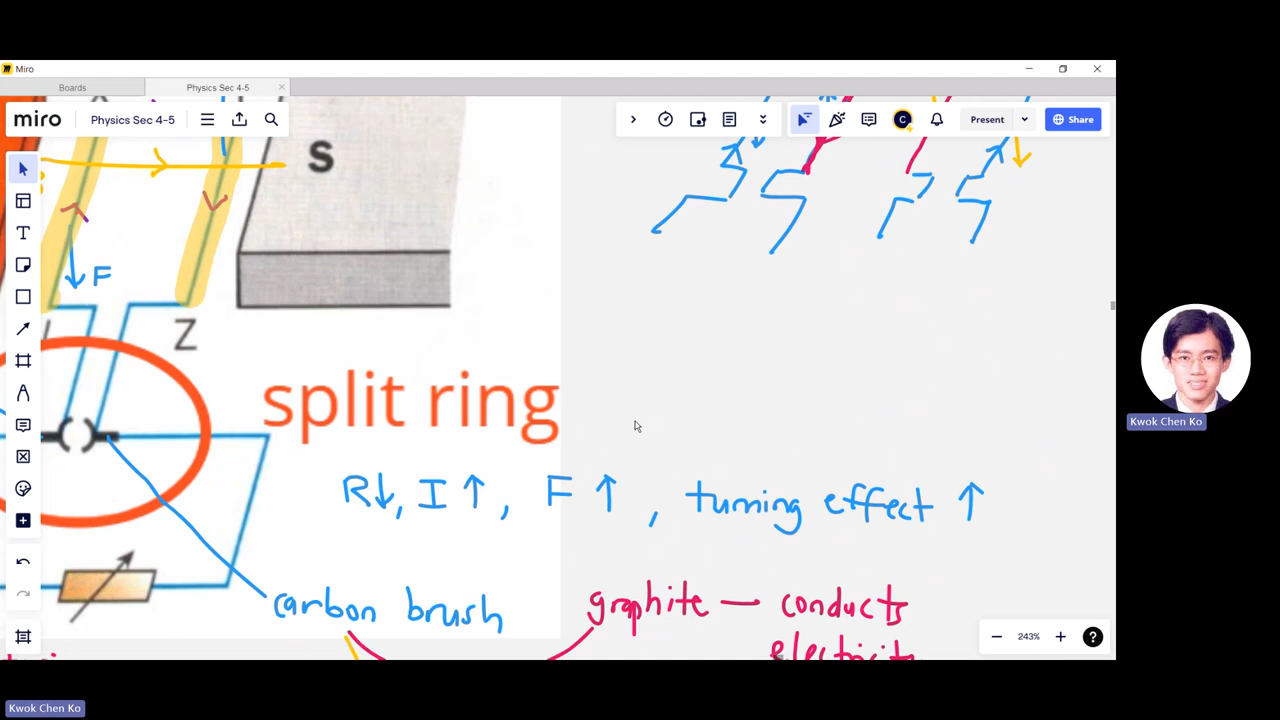 Miro
Boards
Physics Sec 4-5
miro
Physics Sec 4-5
C
Present
Share
S
F
Z
split ring
R↓, I↑, F↑, turning effect ↑
carbon brush
graphite — conducts
electricity
243%
Kwok Chen Ko
Kwok Chen Ko